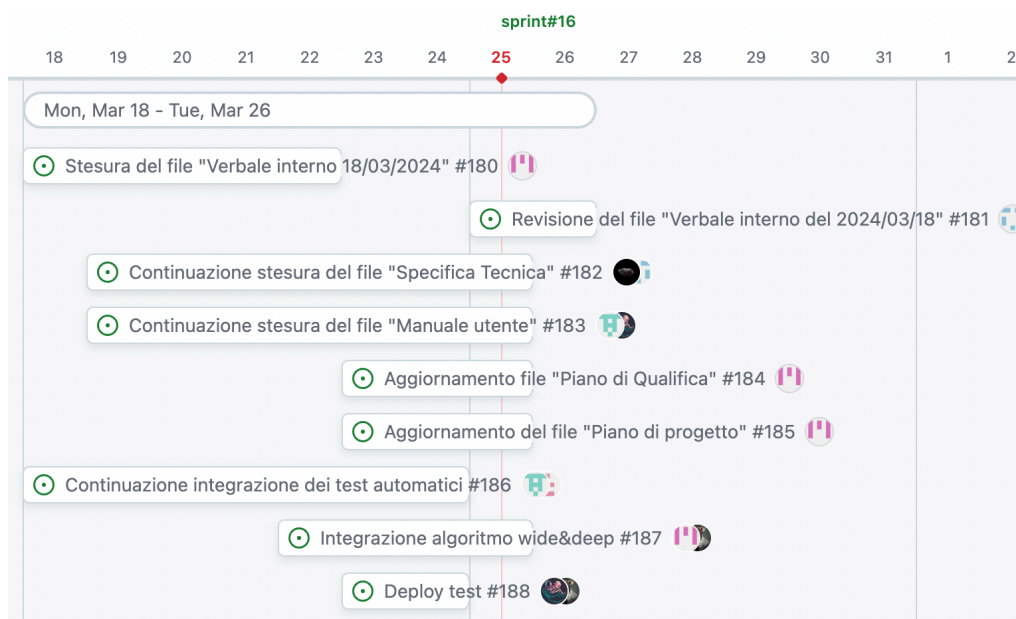 sprint#16
18 19 20 21 22 23 24 25 26 27 28 29 30 31 1 2
Mon, Mar 18 - Tue, Mar 26
Stesura del file "Verbale interno 18/03/2024" #180
Revisione del file "Verbale interno del 2024/03/18" #181
Continuazione stesura del file "Specifica Tecnica" #182
Continuazione stesura del file "Manuale utente" #183
Aggiornamento file "Piano di Qualifica" #184
Aggiornamento del file "Piano di progetto" #185
Continuazione integrazione dei test automatici #186
Integrazione algoritmo wide&deep #187
Deploy test #188